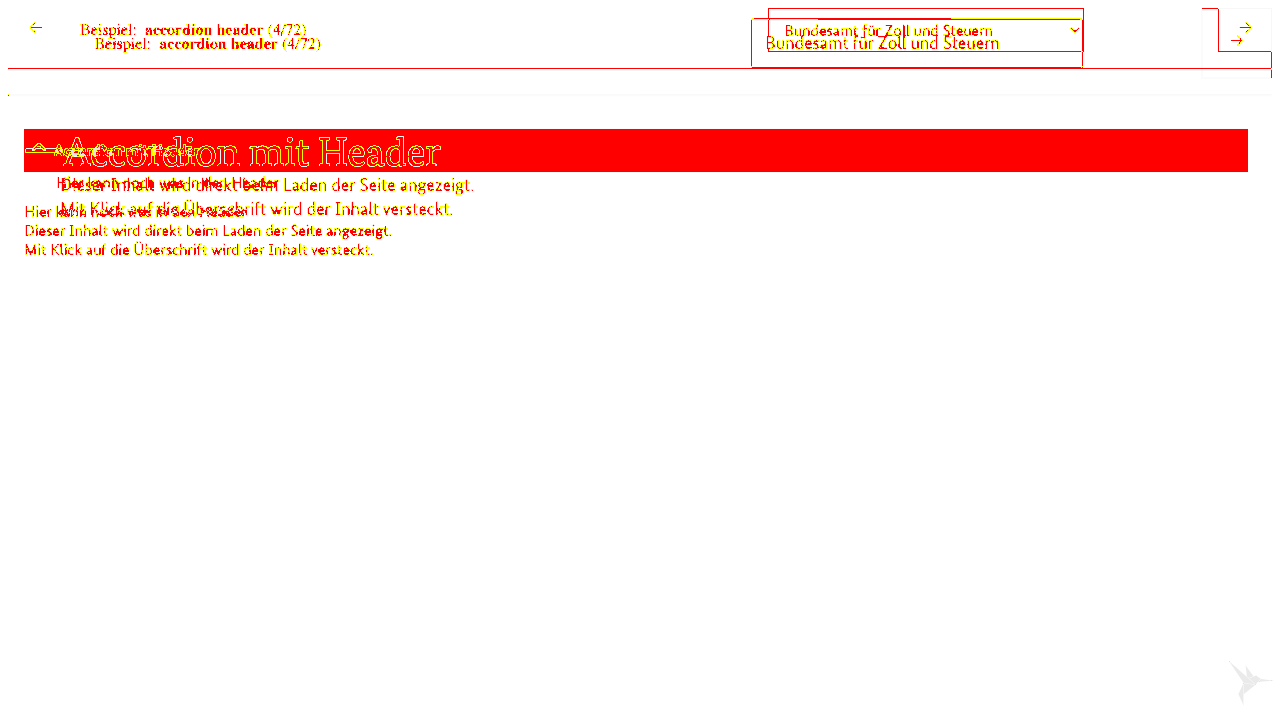 Beispiel: accordion header (4/72)
Beispiel: accordion header (4/72)
Bundesamt für Zoll und Steuern
Bundesamt für Zoll und Steuern
Accordion mit Header
Accordion mit Header
Hier kann noch was in den Header
Dieser Inhalt wird direkt beim Laden der Seite angezeigt.
Mit Klick auf die Überschrift wird der Inhalt versteckt.
Hier kann noch was in den Header
Dieser Inhalt wird direkt beim Laden der Seite angezeigt.
Mit Klick auf die Überschrift wird der Inhalt versteckt.